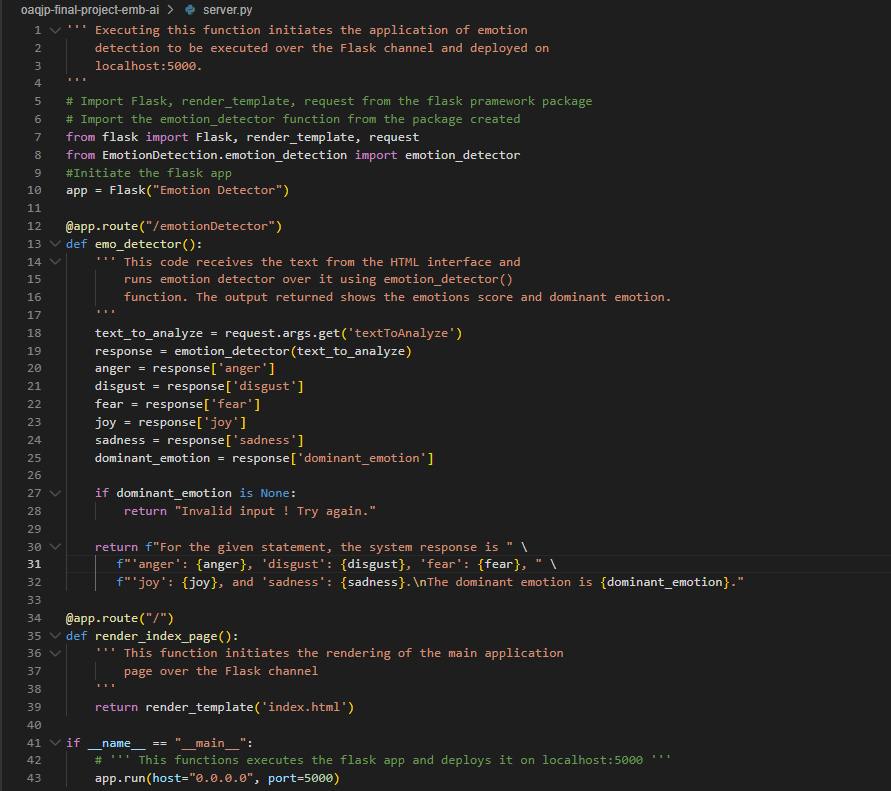 oaqjp-final-project-emb-ai > server.py
1 ''' Executing this function initiates the application of emotion
2     detection to be executed over the Flask channel and deployed on
3     localhost:5000.
4 '''
5 # Import Flask, render_template, request from the flask pramework package
6 # Import the emotion_detector function from the package created
7 from flask import Flask, render_template, request
8 from EmotionDetection.emotion_detection import emotion_detector
9 #Initiate the flask app
10 app = Flask("Emotion Detector")
11
12 @app.route("/emotionDetector")
13 def emo_detector():
14     ''' This code receives the text from the HTML interface and
15         runs emotion detector over it using emotion_detector()
16         function. The output returned shows the emotions score and dominant emotion.
17     '''
18     text_to_analyze = request.args.get('textToAnalyze')
19     response = emotion_detector(text_to_analyze)
20     anger = response['anger']
21     disgust = response['disgust']
22     fear = response['fear']
23     joy = response['joy']
24     sadness = response['sadness']
25     dominant_emotion = response['dominant_emotion']
26
27     if dominant_emotion is None:
28         return "Invalid input ! Try again."
29
30     return f"For the given statement, the system response is " \
31        f"'anger': {anger}, 'disgust': {disgust}, 'fear': {fear}, " \
32        f"'joy': {joy}, and 'sadness': {sadness}.\nThe dominant emotion is {dominant_emotion}."
33
34 @app.route("/")
35 def render_index_page():
36     ''' This function initiates the rendering of the main application
37         page over the Flask channel
38     '''
39     return render_template('index.html')
40
41 if __name__ == "__main__":
42     # ''' This functions executes the flask app and deploys it on localhost:5000 '''
43     app.run(host="0.0.0.0", port=5000)